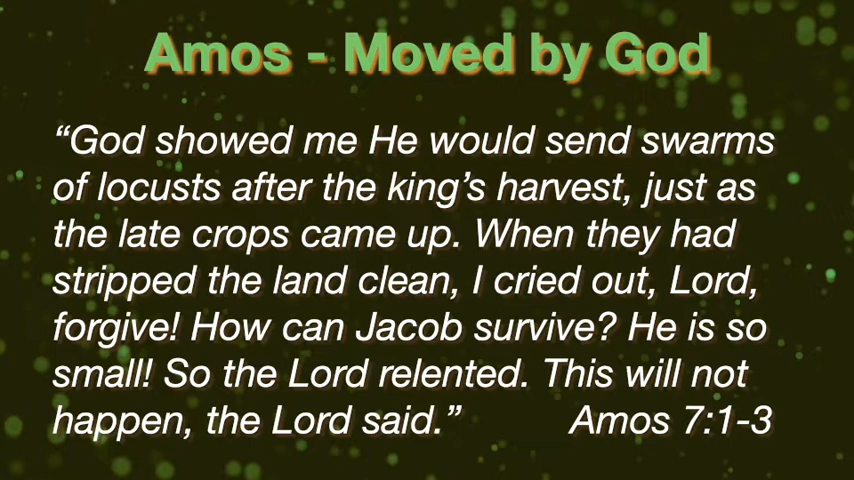 Amos - Moved by God
“God showed me He would send swarms
of locusts after the king’s harvest, just as
the late crops came up. When they had
stripped the land clean, I cried out, Lord,
forgive! How can Jacob survive? He is so
small! So the Lord relented. This will not
happen, the Lord said.” Amos 7:1-3